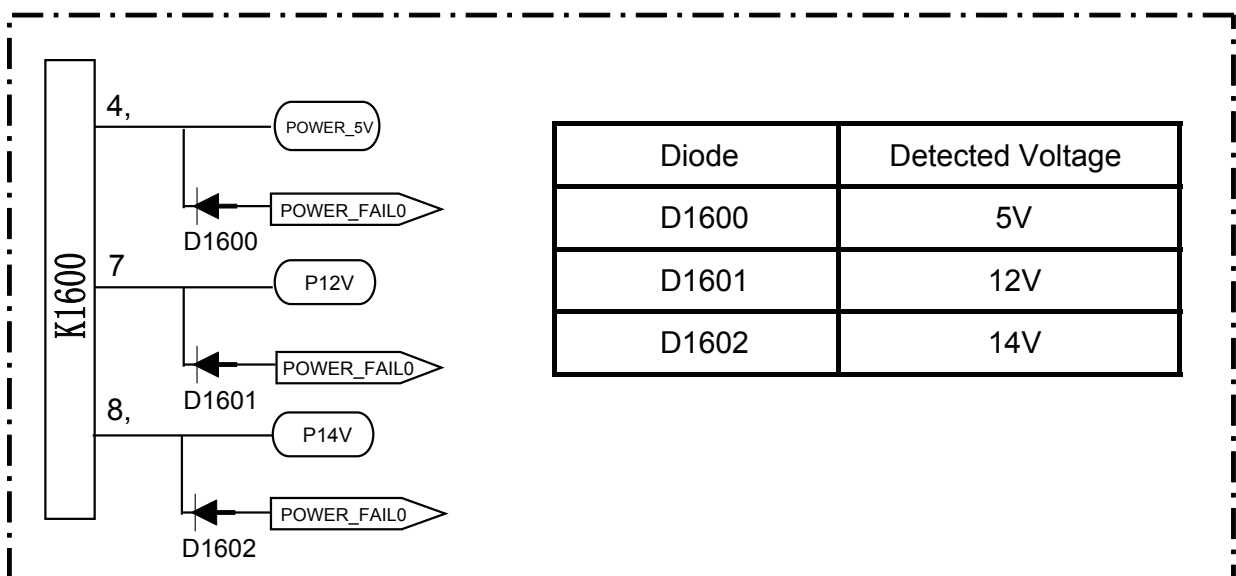 K1600
4,
POWER_5V
POWER_FAIL0
D1600
7
P12V
POWER_FAIL0
D1601
8,
P14V
POWER_FAIL0
D1602
Diode Detected Voltage
D1600 5V
D1601 12V
D1602 14V